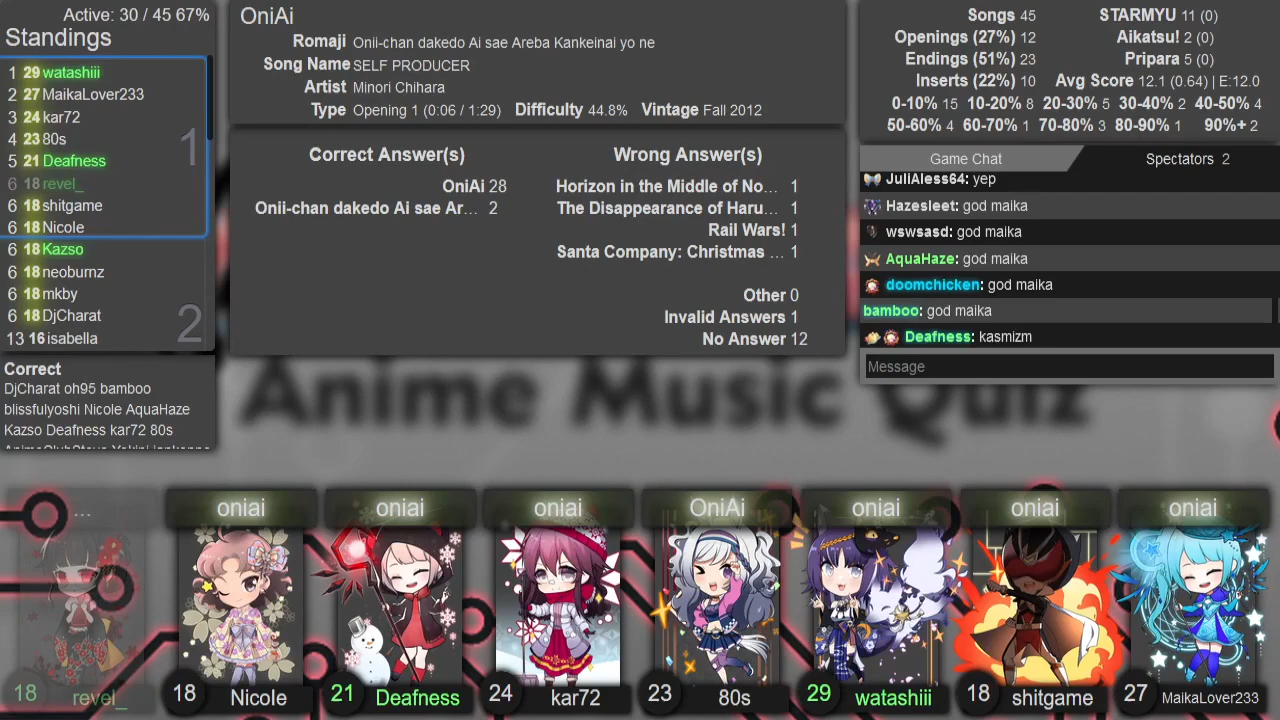 Active: 30 / 45 67%
Standings
1 29 watashiii
2 27 MaikaLover233
3 24 kar72
4 23 80s
5 21 Deafness
6 18 revel_
6 18 shitgame
6 18 Nicole
1
6 18 Kazso
6 18 neoburnz
6 18 mkby
6 18 DjCharat
13 16 isabella
2
Correct
DjCharat oh95 bamboo
blissfulyoshi Nicole AquaHaze
Kazso Deafness kar72 80s
OniAi
Romaji Onii-chan dakedo Ai sae Areba Kankeinai yo ne
Song Name SELF PRODUCER
Artist Minori Chihara
Type Opening 1 (0:06 / 1:29) Difficulty 44.8% Vintage Fall 2012
Correct Answer(s)
OniAi 28
Onii-chan dakedo Ai sae Ar... 2
Wrong Answer(s)
Horizon in the Middle of No... 1
The Disappearance of Haru... 1
Rail Wars! 1
Santa Company: Christmas ... 1
Other 0
Invalid Answers 1
No Answer 12
Songs 45 STARMYU 11 (0)
Openings (27%) 12 Aikatsu! 2 (0)
Endings (51%) 23 Pripara 5 (0)
Inserts (22%) 10 Avg Score 12.1 (0.64) | E:12.0
0-10% 15 10-20% 8 20-30% 5 30-40% 2 40-50% 4
50-60% 4 60-70% 1 70-80% 3 80-90% 1 90%+ 2
Game Chat Spectators 2
JuliAless64: yep
Hazesleet: god maika
wswsasd: god maika
AquaHaze: god maika
doomchicken: god maika
bamboo: god maika
Deafness: kasmizm
Message
Anime Music Quiz
... oniai oniai oniai OniAi oniai oniai oniai
18 revel_ 18 Nicole 21 Deafness 24 kar72 23 80s 29 watashiii 18 shitgame 27 MaikaLover233